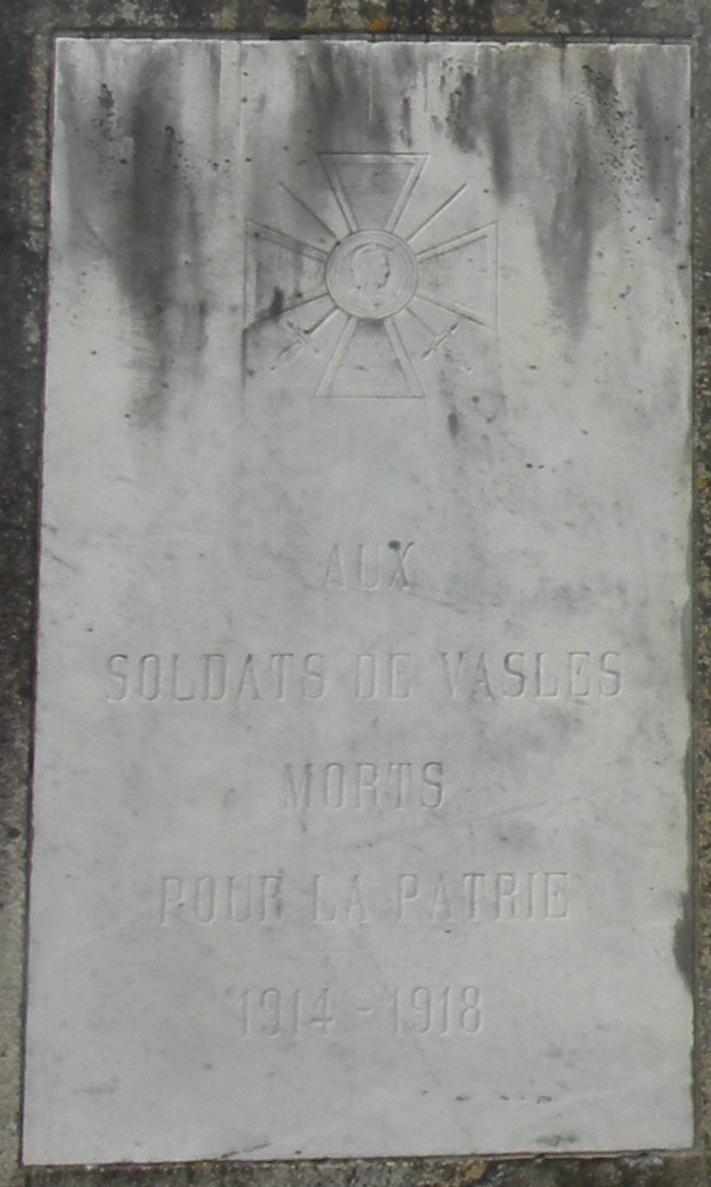 AUX
SOLDATS DE VASLES
MORTS
POUR LA PATRIE
1914 - 1918